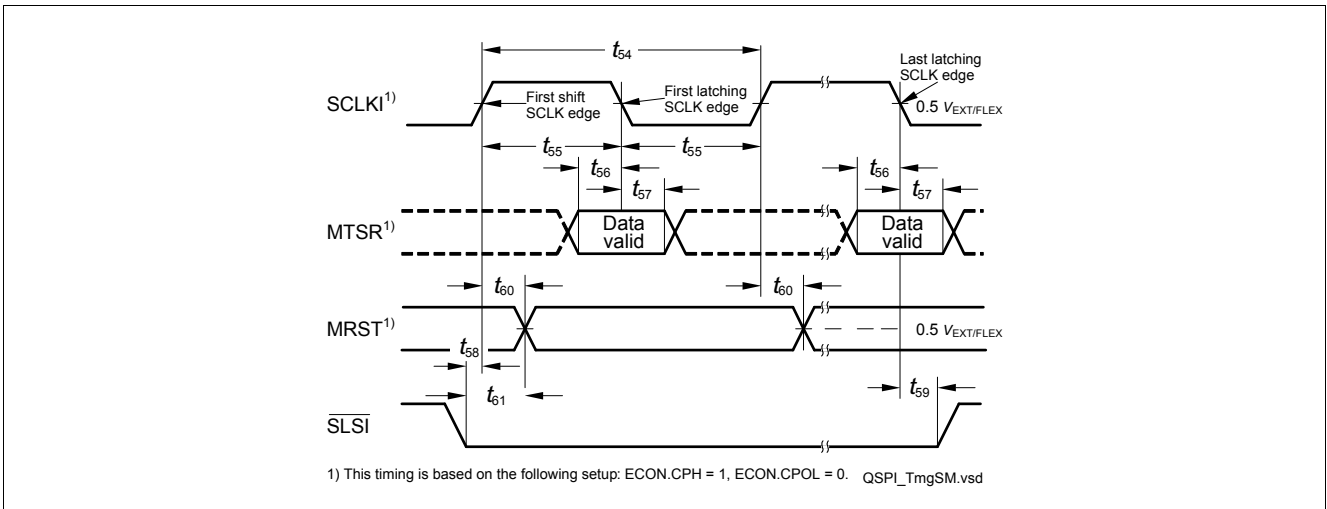 t54
SCLKI1)
First shift
SCLK edge
First latching
SCLK edge
Last latching
SCLK edge
0.5 VEXT/FLEX
t55
t55
t56
t57
t56
t57
MTSR1)
Data
valid
Data
valid
t60
t60
MRST1)
0.5 VEXT/FLEX
t58
t61
t59
SLSI
1) This timing is based on the following setup: ECON.CPH = 1, ECON.CPOL = 0.
QSPI_TmgSM.vsd